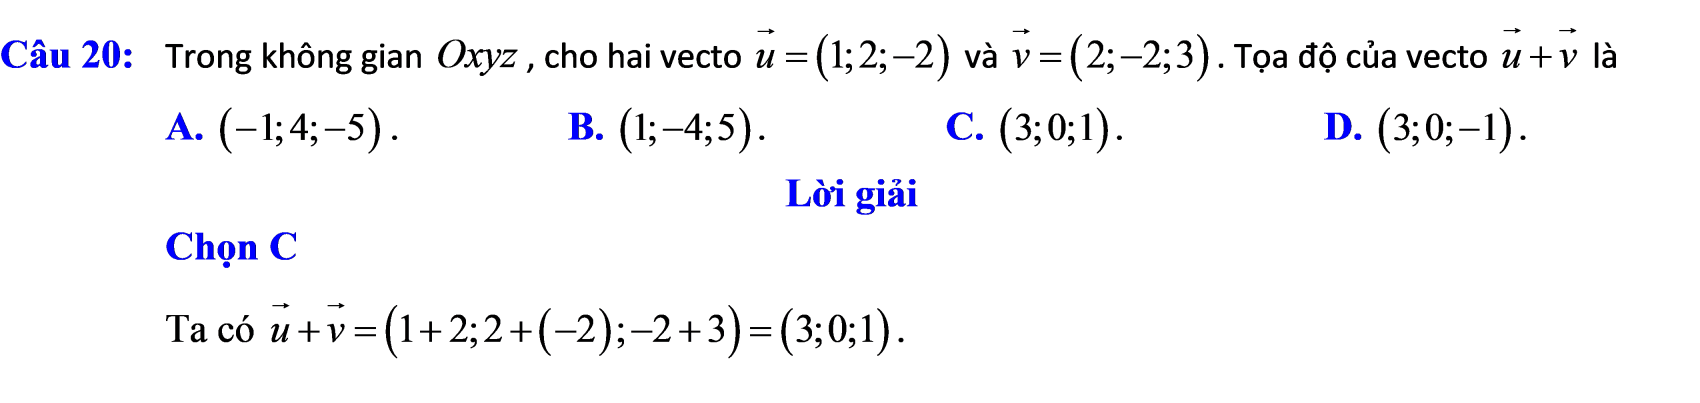 Câu 20: Trong không gian Oxyz , cho hai vecto $\vec{u}=(1;2;-2)$ và $\vec{v}=(2;-2;3)$. Tọa độ của vecto $\vec{u}+\vec{v}$ là
A. $(-1;4;-5)$. B. $(1;-4;5)$. C. $(3;0;1)$. D. $(3;0;-1)$.
Lời giải
Chọn C
Ta có $\vec{u}+\vec{v}=(1+2;2+(-2);-2+3)=(3;0;1)$.